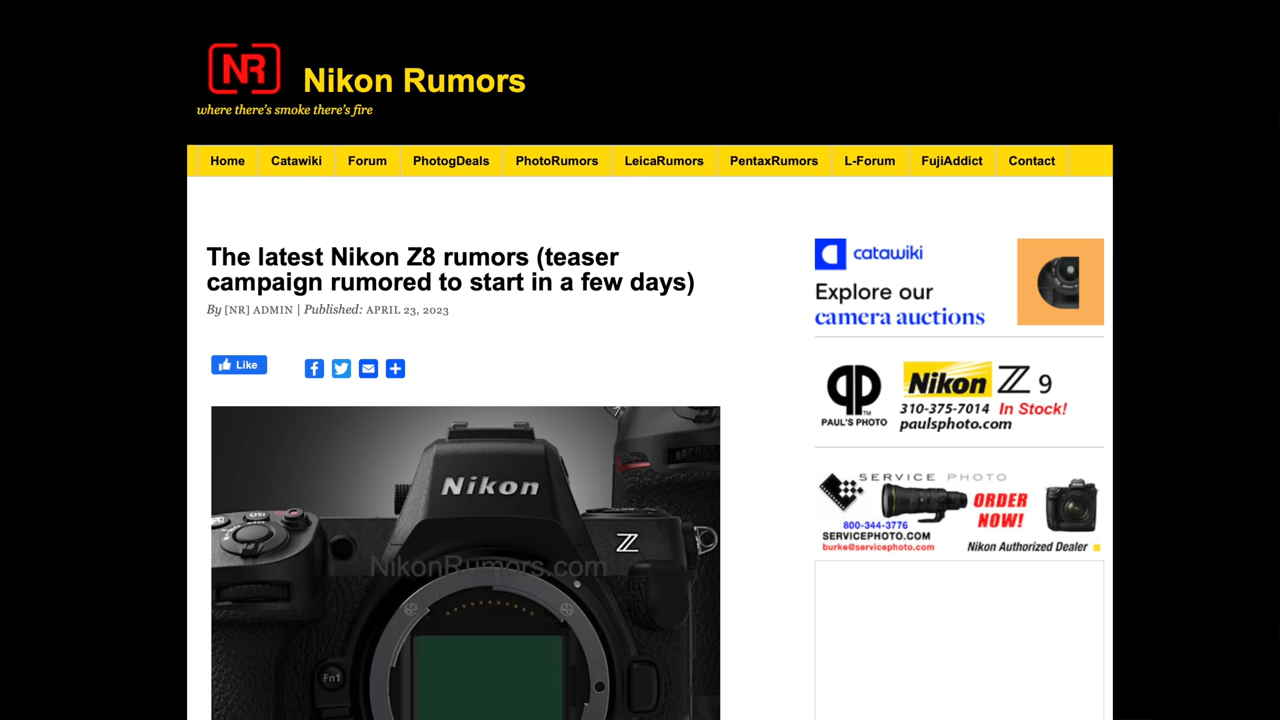 NR
Nikon Rumors
where there's smoke there's fire
Home Catawiki Forum PhotogDeals PhotoRumors LeicaRumors PentaxRumors L-Forum FujiAddict Contact
The latest Nikon Z8 rumors (teaser
campaign rumored to start in a few days)
By [NR] ADMIN | Published: APRIL 23, 2023
Like
Nikon
ISO
Z
NikonRumors.com
Fn1
catawiki
Explore our
camera auctions
PAUL'S PHOTO
TM
Nikon Z 9
310-375-7014 In Stock!
paulsphoto.com
SERVICE PHOTO
ORDER
NOW!
800-344-3776
SERVICEPHOTO.COM
burke@servicephoto.com
Nikon Authorized Dealer